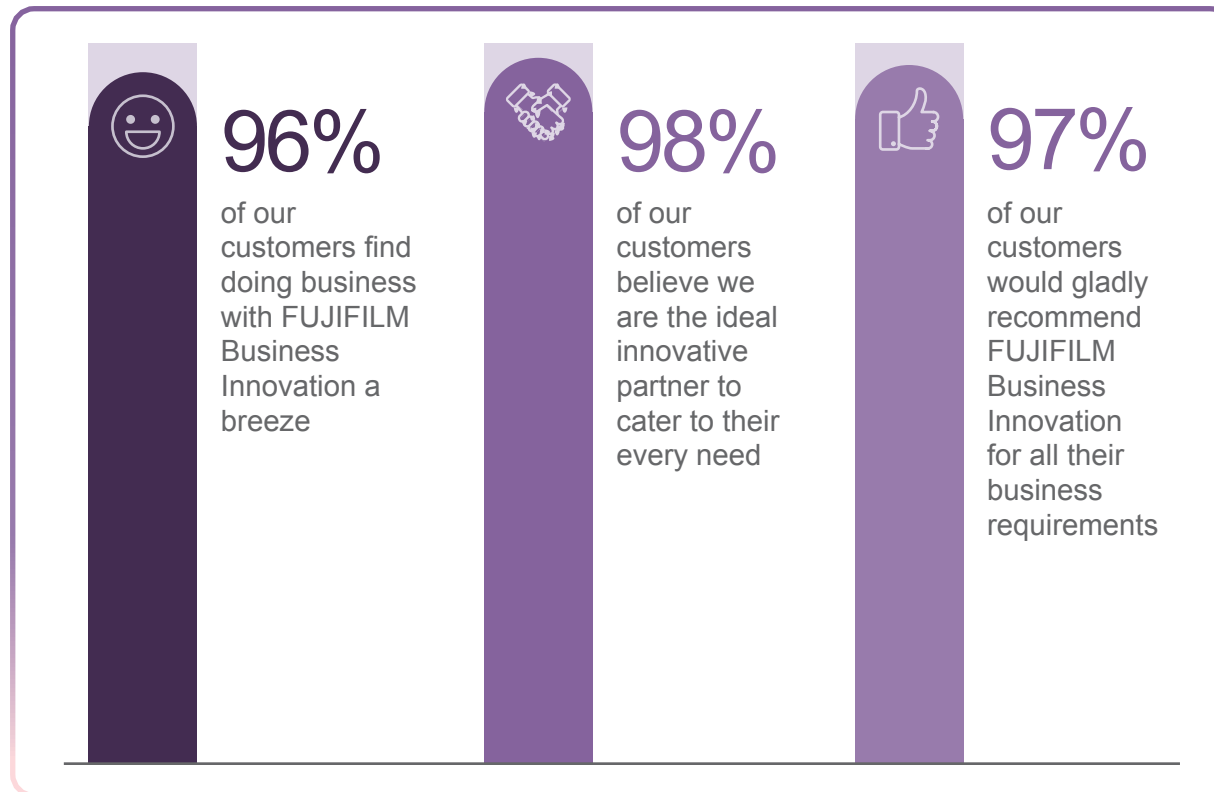 96%
of our
customers find
doing business
with FUJIFILM
Business
Innovation a
breeze
98%
of our
customers
believe we
are the ideal
innovative
partner to
cater to their
every need
97%
of our
customers
would gladly
recommend
FUJIFILM
Business
Innovation
for all their
business
requirements